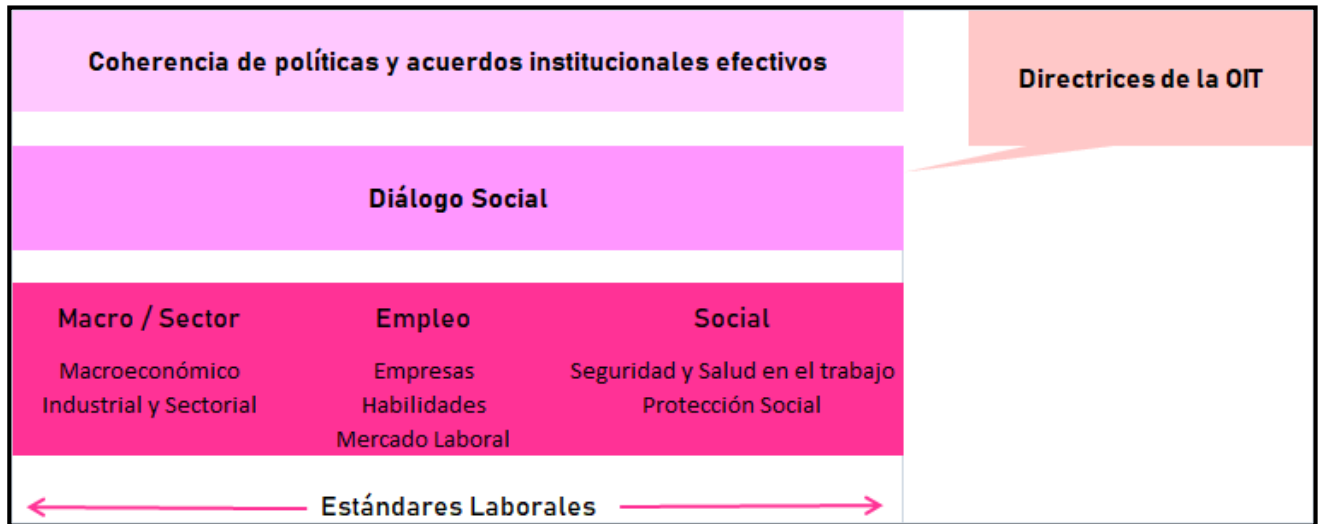 Coherencia de políticas y acuerdos institucionales efectivos
Directrices de la OIT
Diálogo Social
Macro / Sector
Macroeconómico
Industrial y Sectorial
Empleo
Empresas
Habilidades
Mercado Laboral
Social
Seguridad y Salud en el trabajo
Protección Social
Estándares Laborales